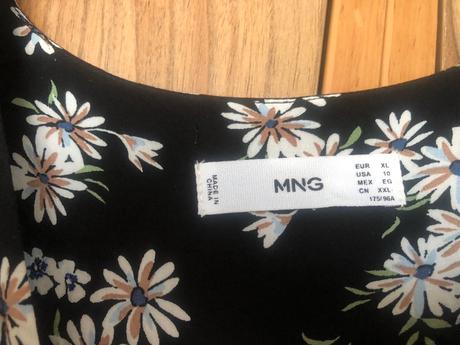 MADE IN
CHINA
MNG
EUR XL
USA 10
MEX EG
CN XXL
175/96A